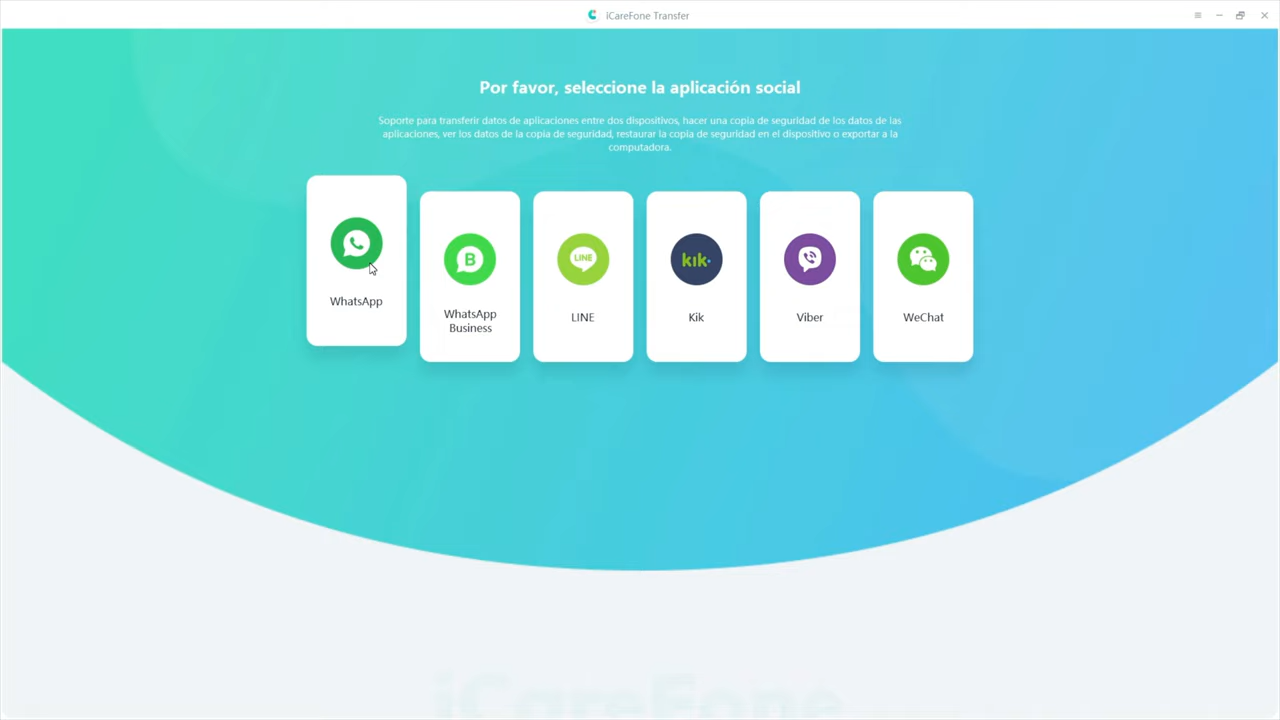 iCareFone Transfer
Por favor, seleccione la aplicación social
Soporte para transferir datos de aplicaciones entre dos dispositivos, hacer una copia de seguridad de los datos de las
aplicaciones, ver los datos de la copia de seguridad, restaurar la copia de seguridad en el dispositivo o exportar a la
computadora.
WhatsApp
B
WhatsApp
Business
LINE
LINE
kik.
Kik
Viber
WeChat
iCareFone